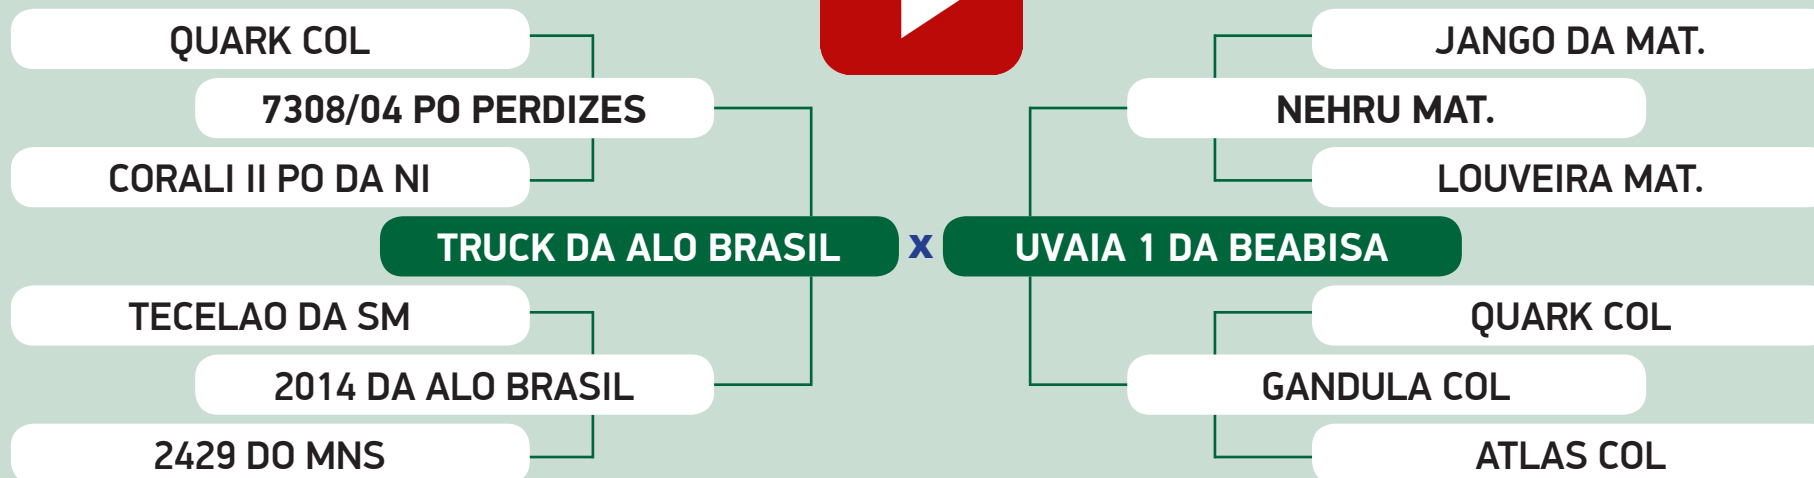 QUARK COL
JANGO DA MAT.
7308/04 PO PERDIZES
NEHRU MAT.
CORALI II PO DA NI
LOUVEIRA MAT.
TRUCK DA ALO BRASIL x UVAIA 1 DA BEABISA
TECELAO DA SM
QUARK COL
2014 DA ALO BRASIL
GANDULA COL
2429 DO MNS
ATLAS COL